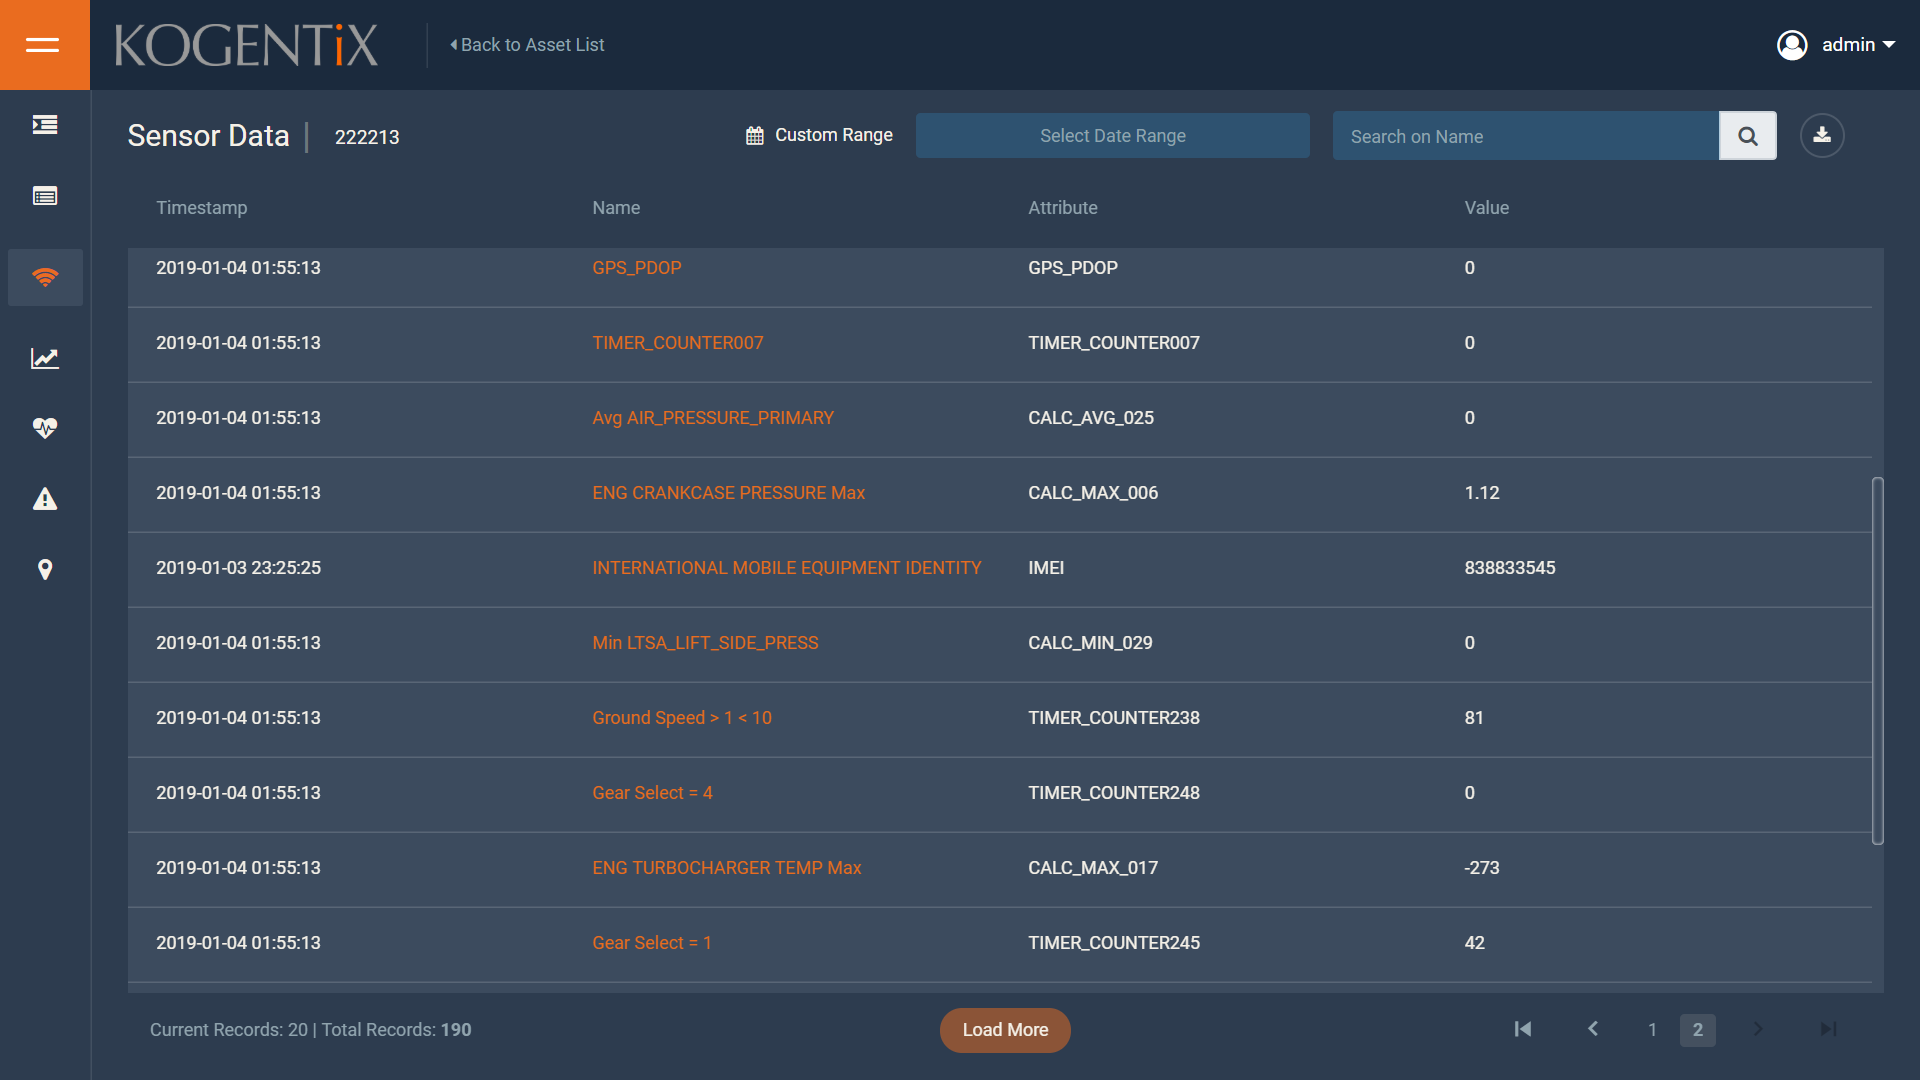 KOGENTiX
Back to Asset List
admin
Sensor Data | 222213
Custom Range
Select Date Range
Search on Name
Timestamp Name Attribute Value
2019-01-04 01:55:13 GPS_PDOP GPS_PDOP 0
2019-01-04 01:55:13 TIMER_COUNTER007 TIMER_COUNTER007 0
2019-01-04 01:55:13 Avg AIR_PRESSURE_PRIMARY CALC_AVG_025 0
2019-01-04 01:55:13 ENG CRANKCASE PRESSURE Max CALC_MAX_006 1.12
2019-01-03 23:25:25 INTERNATIONAL MOBILE EQUIPMENT IDENTITY IMEI 838833545
2019-01-04 01:55:13 Min LTSA_LIFT_SIDE_PRESS CALC_MIN_029 0
2019-01-04 01:55:13 Ground Speed > 1 < 10 TIMER_COUNTER238 81
2019-01-04 01:55:13 Gear Select = 4 TIMER_COUNTER248 0
2019-01-04 01:55:13 ENG TURBOCHARGER TEMP Max CALC_MAX_017 -273
2019-01-04 01:55:13 Gear Select = 1 TIMER_COUNTER245 42
Current Records: 20 | Total Records: 190
Load More
1 2